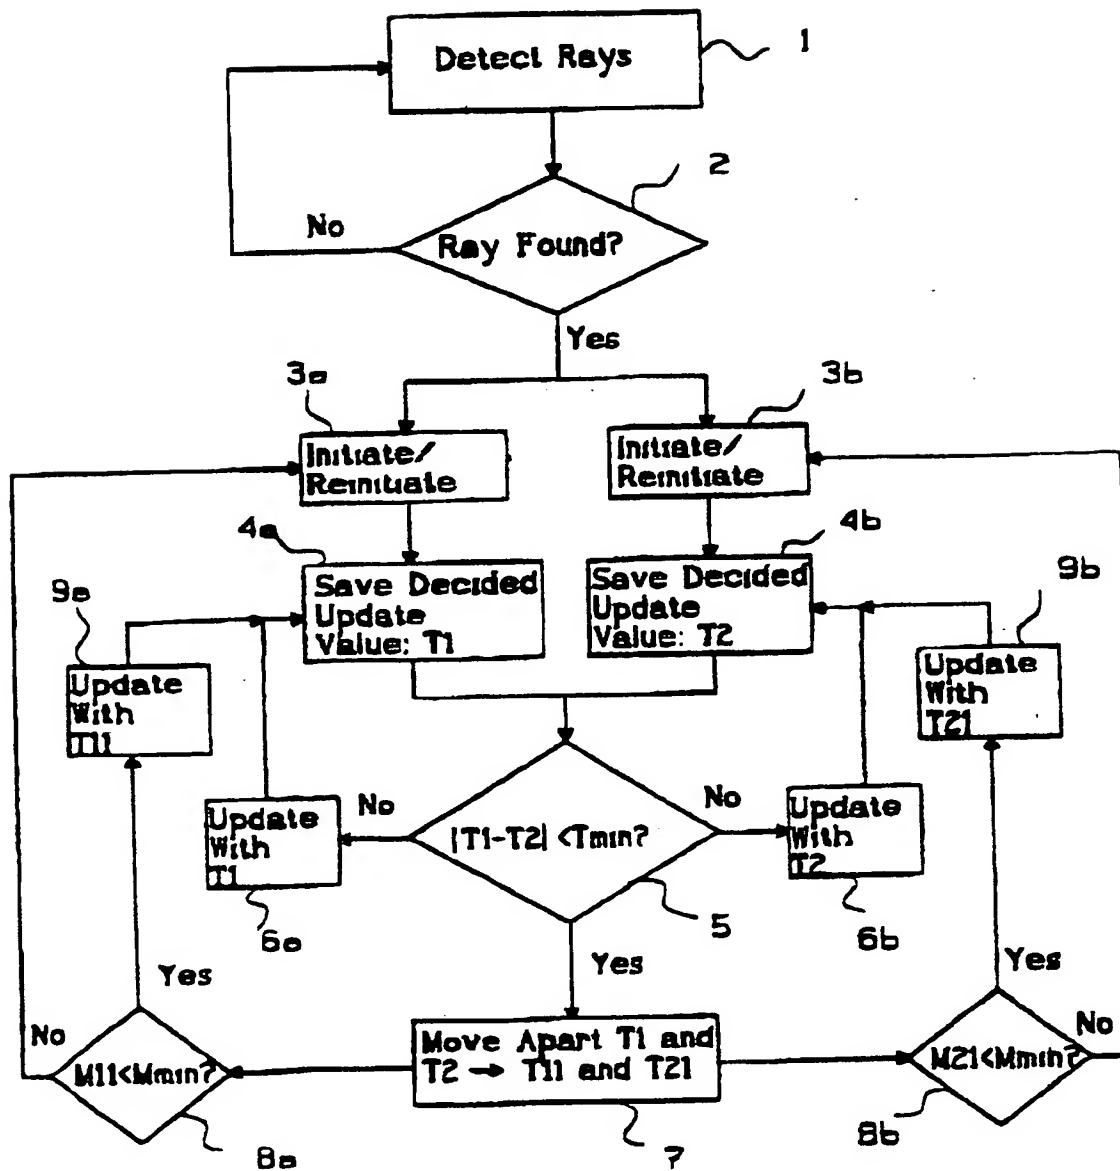 Detect Rays
1
2
No
Ray Found?
Yes
3a
3b
Initiate/
Reinitiate
Initiate/
Reinitiate
4a
4b
9a
9b
Save Decided
Update
Value: T1
Save Decided
Update
Value: T2
Update
With
T11
Update
With
T21
No
No
Update
With
T1
|T1-T2| <Tmin?
Update
With
T2
5
6a
6b
Yes
Yes
Yes
No
No
M11<Mmin?
Move Apart T1 and
T2 → T11 and T21
M21<Mmin?
8a
7
8b